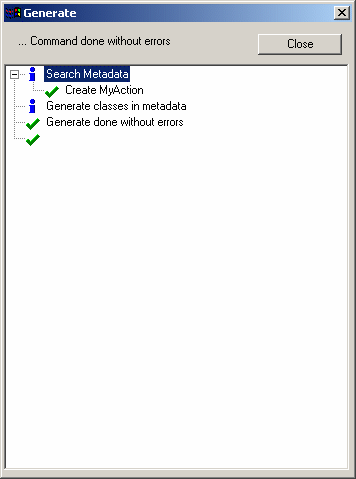 Generate
... Command done without errors
Close
Search Metadata
Create MyAction
Generate classes in metadata
Generate done without errors